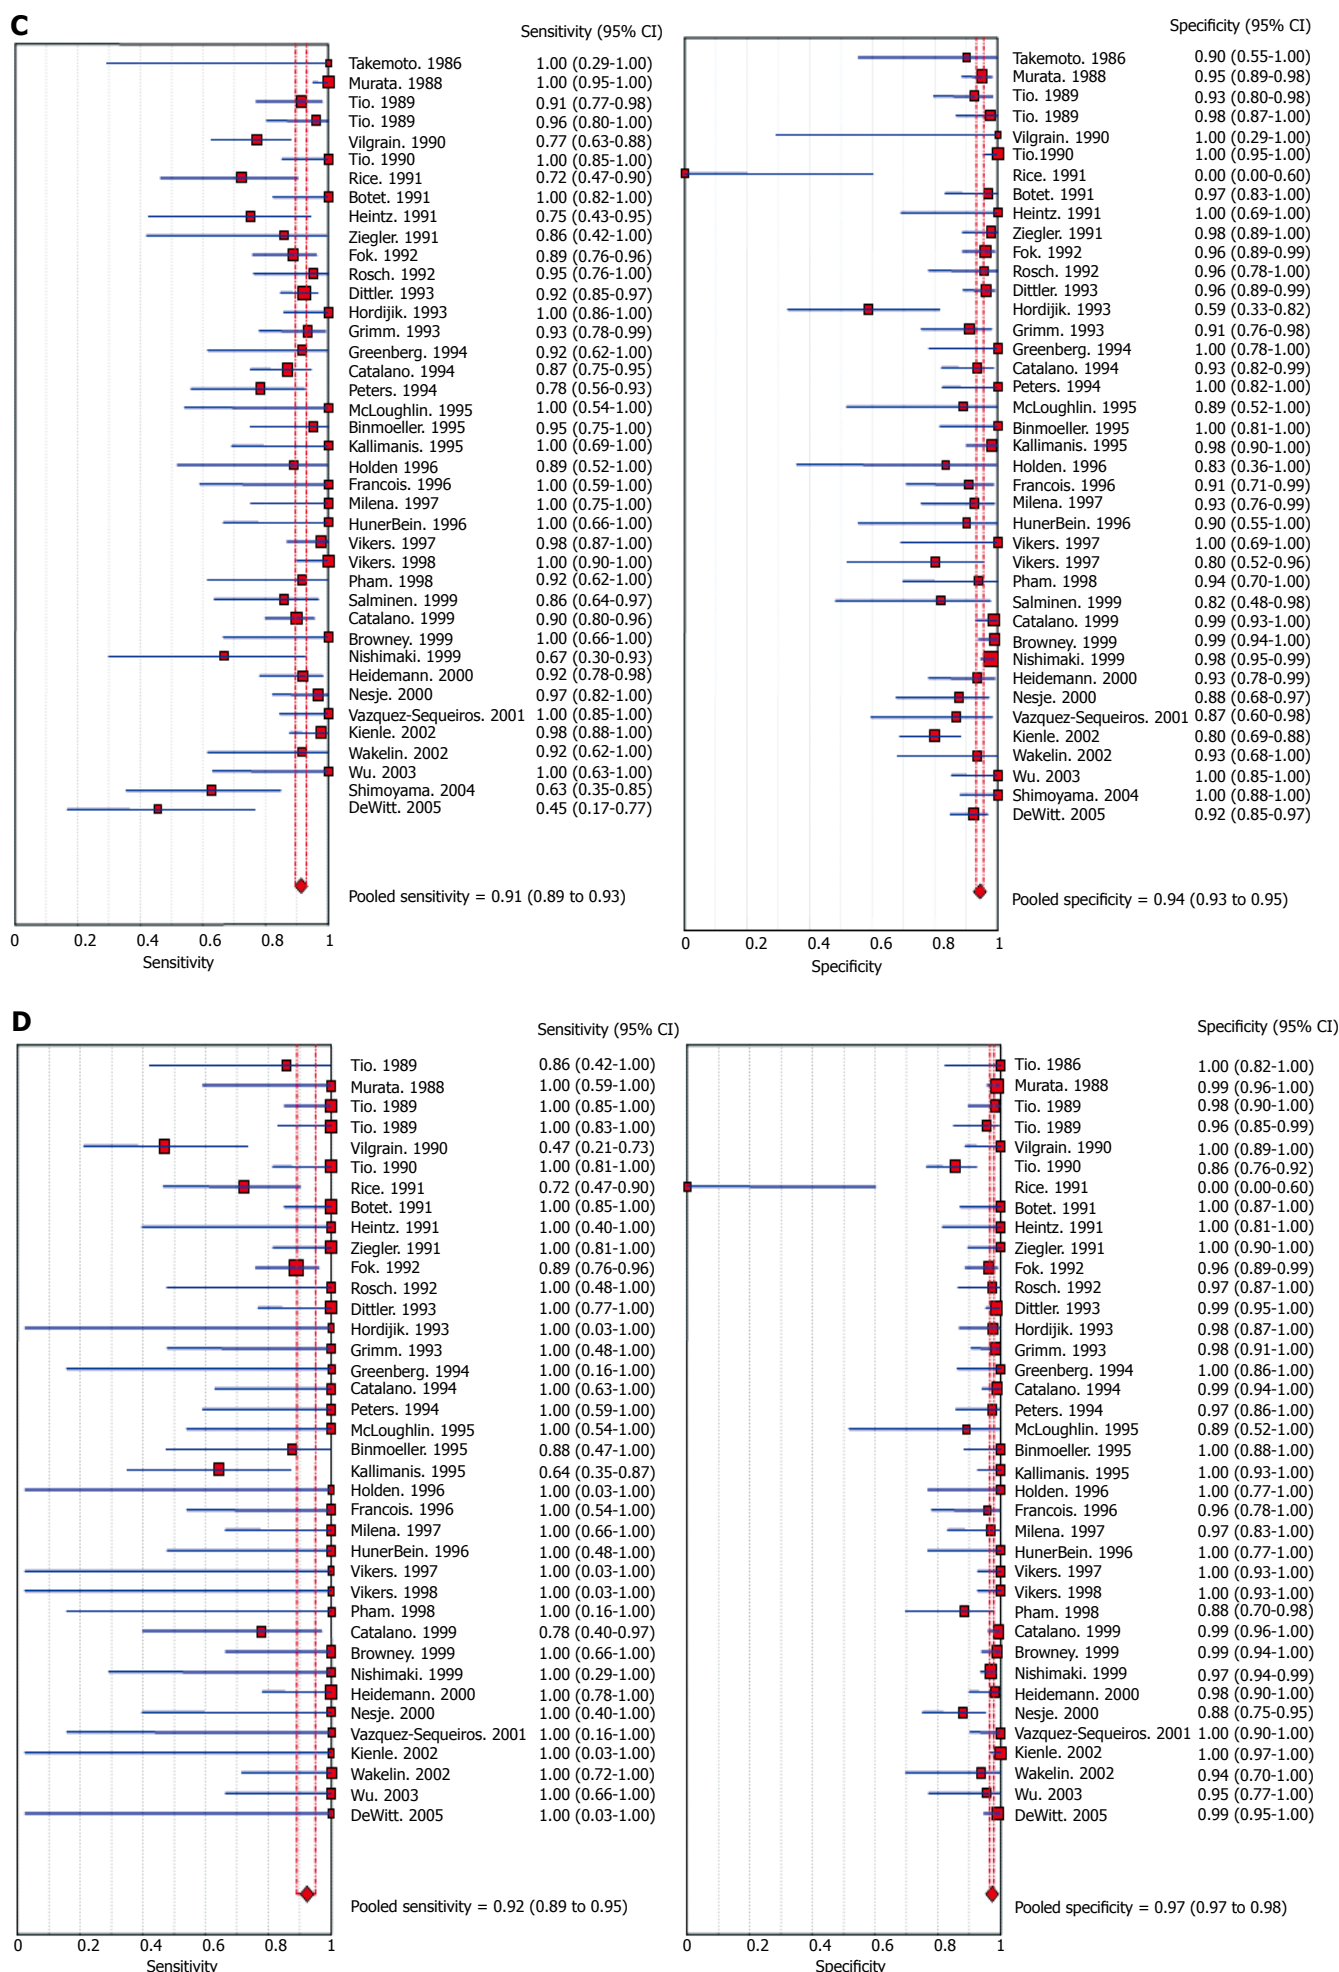 C
Sensitivity (95% CI)
Takemoto. 1986 1.00 (0.29-1.00)
Murata. 1988 1.00 (0.95-1.00)
Tio. 1989 0.91 (0.77-0.98)
Tio. 1989 0.96 (0.80-1.00)
Vilgrain. 1990 0.77 (0.63-0.88)
Tio. 1990 1.00 (0.85-1.00)
Rice. 1991 0.72 (0.47-0.90)
Botet. 1991 1.00 (0.82-1.00)
Heintz. 1991 0.75 (0.43-0.95)
Ziegler. 1991 0.86 (0.42-1.00)
Fok. 1992 0.89 (0.76-0.96)
Rosch. 1992 0.95 (0.76-1.00)
Dittler. 1993 0.92 (0.85-0.97)
Hordijik. 1993 1.00 (0.86-1.00)
Grimm. 1993 0.93 (0.78-0.99)
Greenberg. 1994 0.92 (0.62-1.00)
Catalano. 1994 0.87 (0.75-0.95)
Peters. 1994 0.78 (0.56-0.93)
McLoughlin. 1995 1.00 (0.54-1.00)
Binmoeller. 1995 0.95 (0.75-1.00)
Kallimanis. 1995 1.00 (0.69-1.00)
Holden 1996 0.89 (0.52-1.00)
Francois. 1996 1.00 (0.59-1.00)
Milena. 1997 1.00 (0.75-1.00)
HunerBein. 1996 1.00 (0.66-1.00)
Vikers. 1997 0.98 (0.87-1.00)
Vikers. 1998 1.00 (0.90-1.00)
Pham. 1998 0.92 (0.62-1.00)
Salminen. 1999 0.86 (0.64-0.97)
Catalano. 1999 0.90 (0.80-0.96)
Browney. 1999 1.00 (0.66-1.00)
Nishimaki. 1999 0.67 (0.30-0.93)
Heidemann. 2000 0.92 (0.78-0.98)
Nesje. 2000 0.97 (0.82-1.00)
Vazquez-Sequeiros. 2001 1.00 (0.85-1.00)
Kienle. 2002 0.98 (0.88-1.00)
Wakelin. 2002 0.92 (0.62-1.00)
Wu. 2003 1.00 (0.63-1.00)
Shimoyama. 2004 0.63 (0.35-0.85)
DeWitt. 2005 0.45 (0.17-0.77)
Pooled sensitivity = 0.91 (0.89 to 0.93)
0 0.2 0.4 0.6 0.8 1
Sensitivity
Specificity (95% CI)
Takemoto. 1986 0.90 (0.55-1.00)
Murata. 1988 0.95 (0.89-0.98)
Tio. 1989 0.93 (0.80-0.98)
Tio. 1989 0.98 (0.87-1.00)
Vilgrain. 1990 1.00 (0.29-1.00)
Tio.1990 1.00 (0.95-1.00)
Rice. 1991 0.00 (0.00-0.60)
Botet. 1991 0.97 (0.83-1.00)
Heintz. 1991 1.00 (0.69-1.00)
Ziegler. 1991 0.98 (0.89-1.00)
Fok. 1992 0.96 (0.89-0.99)
Rosch. 1992 0.96 (0.78-1.00)
Dittler. 1993 0.96 (0.89-0.99)
Hordijik. 1993 0.59 (0.33-0.82)
Grimm. 1993 0.91 (0.76-0.98)
Greenberg. 1994 1.00 (0.78-1.00)
Catalano. 1994 0.93 (0.82-0.99)
Peters. 1994 1.00 (0.82-1.00)
McLoughlin. 1995 0.89 (0.52-1.00)
Binmoeller. 1995 1.00 (0.81-1.00)
Kallimanis. 1995 0.98 (0.90-1.00)
Holden. 1996 0.83 (0.36-1.00)
Francois. 1996 0.91 (0.71-0.99)
Milena. 1997 0.93 (0.76-0.99)
HunerBein. 1996 0.90 (0.55-1.00)
Vikers. 1997 1.00 (0.69-1.00)
Vikers. 1997 0.80 (0.52-0.96)
Pham. 1998 0.94 (0.70-1.00)
Salminen. 1999 0.82 (0.48-0.98)
Catalano. 1999 0.99 (0.93-1.00)
Browney. 1999 0.99 (0.94-1.00)
Nishimaki. 1999 0.98 (0.95-0.99)
Heidemann. 2000 0.93 (0.78-0.99)
Nesje. 2000 0.88 (0.68-0.97)
Vazquez-Sequeiros. 2001 0.87 (0.60-0.98)
Kienle. 2002 0.80 (0.69-0.88)
Wakelin. 2002 0.93 (0.68-1.00)
Wu. 2003 1.00 (0.85-1.00)
Shimoyama. 2004 1.00 (0.88-1.00)
DeWitt. 2005 0.92 (0.85-0.97)
Pooled specificity = 0.94 (0.93 to 0.95)
0 0.2 0.4 0.6 0.8 1
Specificity
D
Sensitivity (95% CI)
Tio. 1989 0.86 (0.42-1.00)
Murata. 1988 1.00 (0.59-1.00)
Tio. 1989 1.00 (0.85-1.00)
Tio. 1989 1.00 (0.83-1.00)
Vilgrain. 1990 0.47 (0.21-0.73)
Tio. 1990 1.00 (0.81-1.00)
Rice. 1991 0.72 (0.47-0.90)
Botet. 1991 1.00 (0.85-1.00)
Heintz. 1991 1.00 (0.40-1.00)
Ziegler. 1991 1.00 (0.81-1.00)
Fok. 1992 0.89 (0.76-0.96)
Rosch. 1992 1.00 (0.48-1.00)
Dittler. 1993 1.00 (0.77-1.00)
Hordijik. 1993 1.00 (0.03-1.00)
Grimm. 1993 1.00 (0.48-1.00)
Greenberg. 1994 1.00 (0.16-1.00)
Catalano. 1994 1.00 (0.63-1.00)
Peters. 1994 1.00 (0.59-1.00)
McLoughlin. 1995 1.00 (0.54-1.00)
Binmoeller. 1995 0.88 (0.47-1.00)
Kallimanis. 1995 0.64 (0.35-0.87)
Holden. 1996 1.00 (0.03-1.00)
Francois. 1996 1.00 (0.54-1.00)
Milena. 1997 1.00 (0.66-1.00)
HunerBein. 1996 1.00 (0.48-1.00)
Vikers. 1997 1.00 (0.03-1.00)
Vikers. 1998 1.00 (0.03-1.00)
Pham. 1998 1.00 (0.16-1.00)
Catalano. 1999 0.78 (0.40-0.97)
Browney. 1999 1.00 (0.66-1.00)
Nishimaki. 1999 1.00 (0.29-1.00)
Heidemann. 2000 1.00 (0.78-1.00)
Nesje. 2000 1.00 (0.40-1.00)
Vazquez-Sequeiros. 2001 1.00 (0.16-1.00)
Kienle. 2002 1.00 (0.03-1.00)
Wakelin. 2002 1.00 (0.72-1.00)
Wu. 2003 1.00 (0.66-1.00)
DeWitt. 2005 1.00 (0.03-1.00)
Pooled sensitivity = 0.92 (0.89 to 0.95)
0 0.2 0.4 0.6 0.8 1
Sensitivity
Specificity (95% CI)
Tio. 1986 1.00 (0.82-1.00)
Murata. 1988 0.99 (0.96-1.00)
Tio. 1989 0.98 (0.90-1.00)
Tio. 1989 0.96 (0.85-0.99)
Vilgrain. 1990 1.00 (0.89-1.00)
Tio. 1990 0.86 (0.76-0.92)
Rice. 1991 0.00 (0.00-0.60)
Botet. 1991 1.00 (0.87-1.00)
Heintz. 1991 1.00 (0.81-1.00)
Ziegler. 1991 1.00 (0.90-1.00)
Fok. 1992 0.96 (0.89-0.99)
Rosch. 1992 0.97 (0.87-1.00)
Dittler. 1993 0.99 (0.95-1.00)
Hordijik. 1993 0.98 (0.87-1.00)
Grimm. 1993 0.98 (0.91-1.00)
Greenberg. 1994 1.00 (0.86-1.00)
Catalano. 1994 0.99 (0.94-1.00)
Peters. 1994 0.97 (0.86-1.00)
McLoughlin. 1995 0.89 (0.52-1.00)
Binmoeller. 1995 1.00 (0.88-1.00)
Kallimanis. 1995 1.00 (0.93-1.00)
Holden. 1996 1.00 (0.77-1.00)
Francois. 1996 0.96 (0.78-1.00)
Milena. 1997 0.97 (0.83-1.00)
HunerBein. 1996 1.00 (0.77-1.00)
Vikers. 1997 1.00 (0.93-1.00)
Vikers. 1998 1.00 (0.93-1.00)
Pham. 1998 0.88 (0.70-0.98)
Catalano. 1999 0.99 (0.96-1.00)
Browney. 1999 0.99 (0.94-1.00)
Nishimaki. 1999 0.97 (0.94-0.99)
Heidemann. 2000 0.98 (0.90-1.00)
Nesje. 2000 0.88 (0.75-0.95)
Vazquez-Sequeiros. 2001 1.00 (0.90-1.00)
Kienle. 2002 1.00 (0.97-1.00)
Wakelin. 2002 0.94 (0.70-1.00)
Wu. 2003 0.95 (0.77-1.00)
DeWitt. 2005 0.99 (0.95-1.00)
Pooled specificity = 0.97 (0.97 to 0.98)
0 0.2 0.4 0.6 0.8 1
Specificity